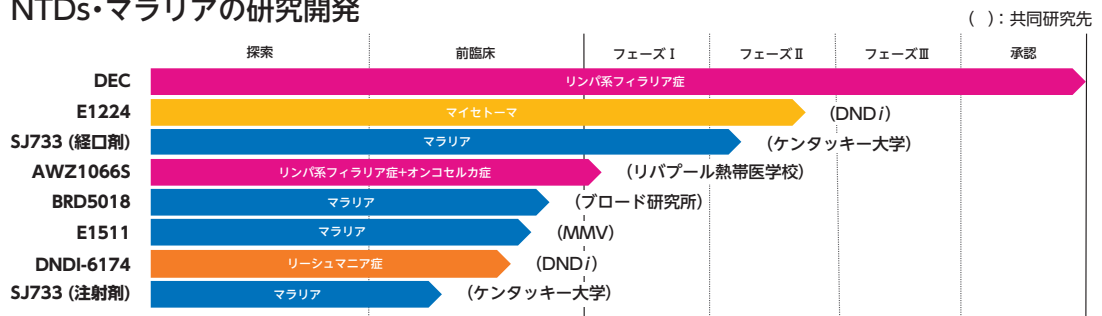 NTDs・マラリアの研究開発
( ):共同研究先
探索 前臨床 フェーズⅠ フェーズⅡ フェーズⅢ 承認
DEC リンパ系フィラリア症
E1224 マイセトーマ (DNDi)
SJ733 (経口剤) マラリア (ケンタッキー大学)
AWZ1066S リンパ系フィラリア症+オンコセルカ症 (リバプール熱帯医学校)
BRD5018 マラリア (ブロード研究所)
E1511 マラリア (MMV)
DNDI-6174 リーシュマニア症 (DNDi)
SJ733 (注射剤) マラリア (ケンタッキー大学)